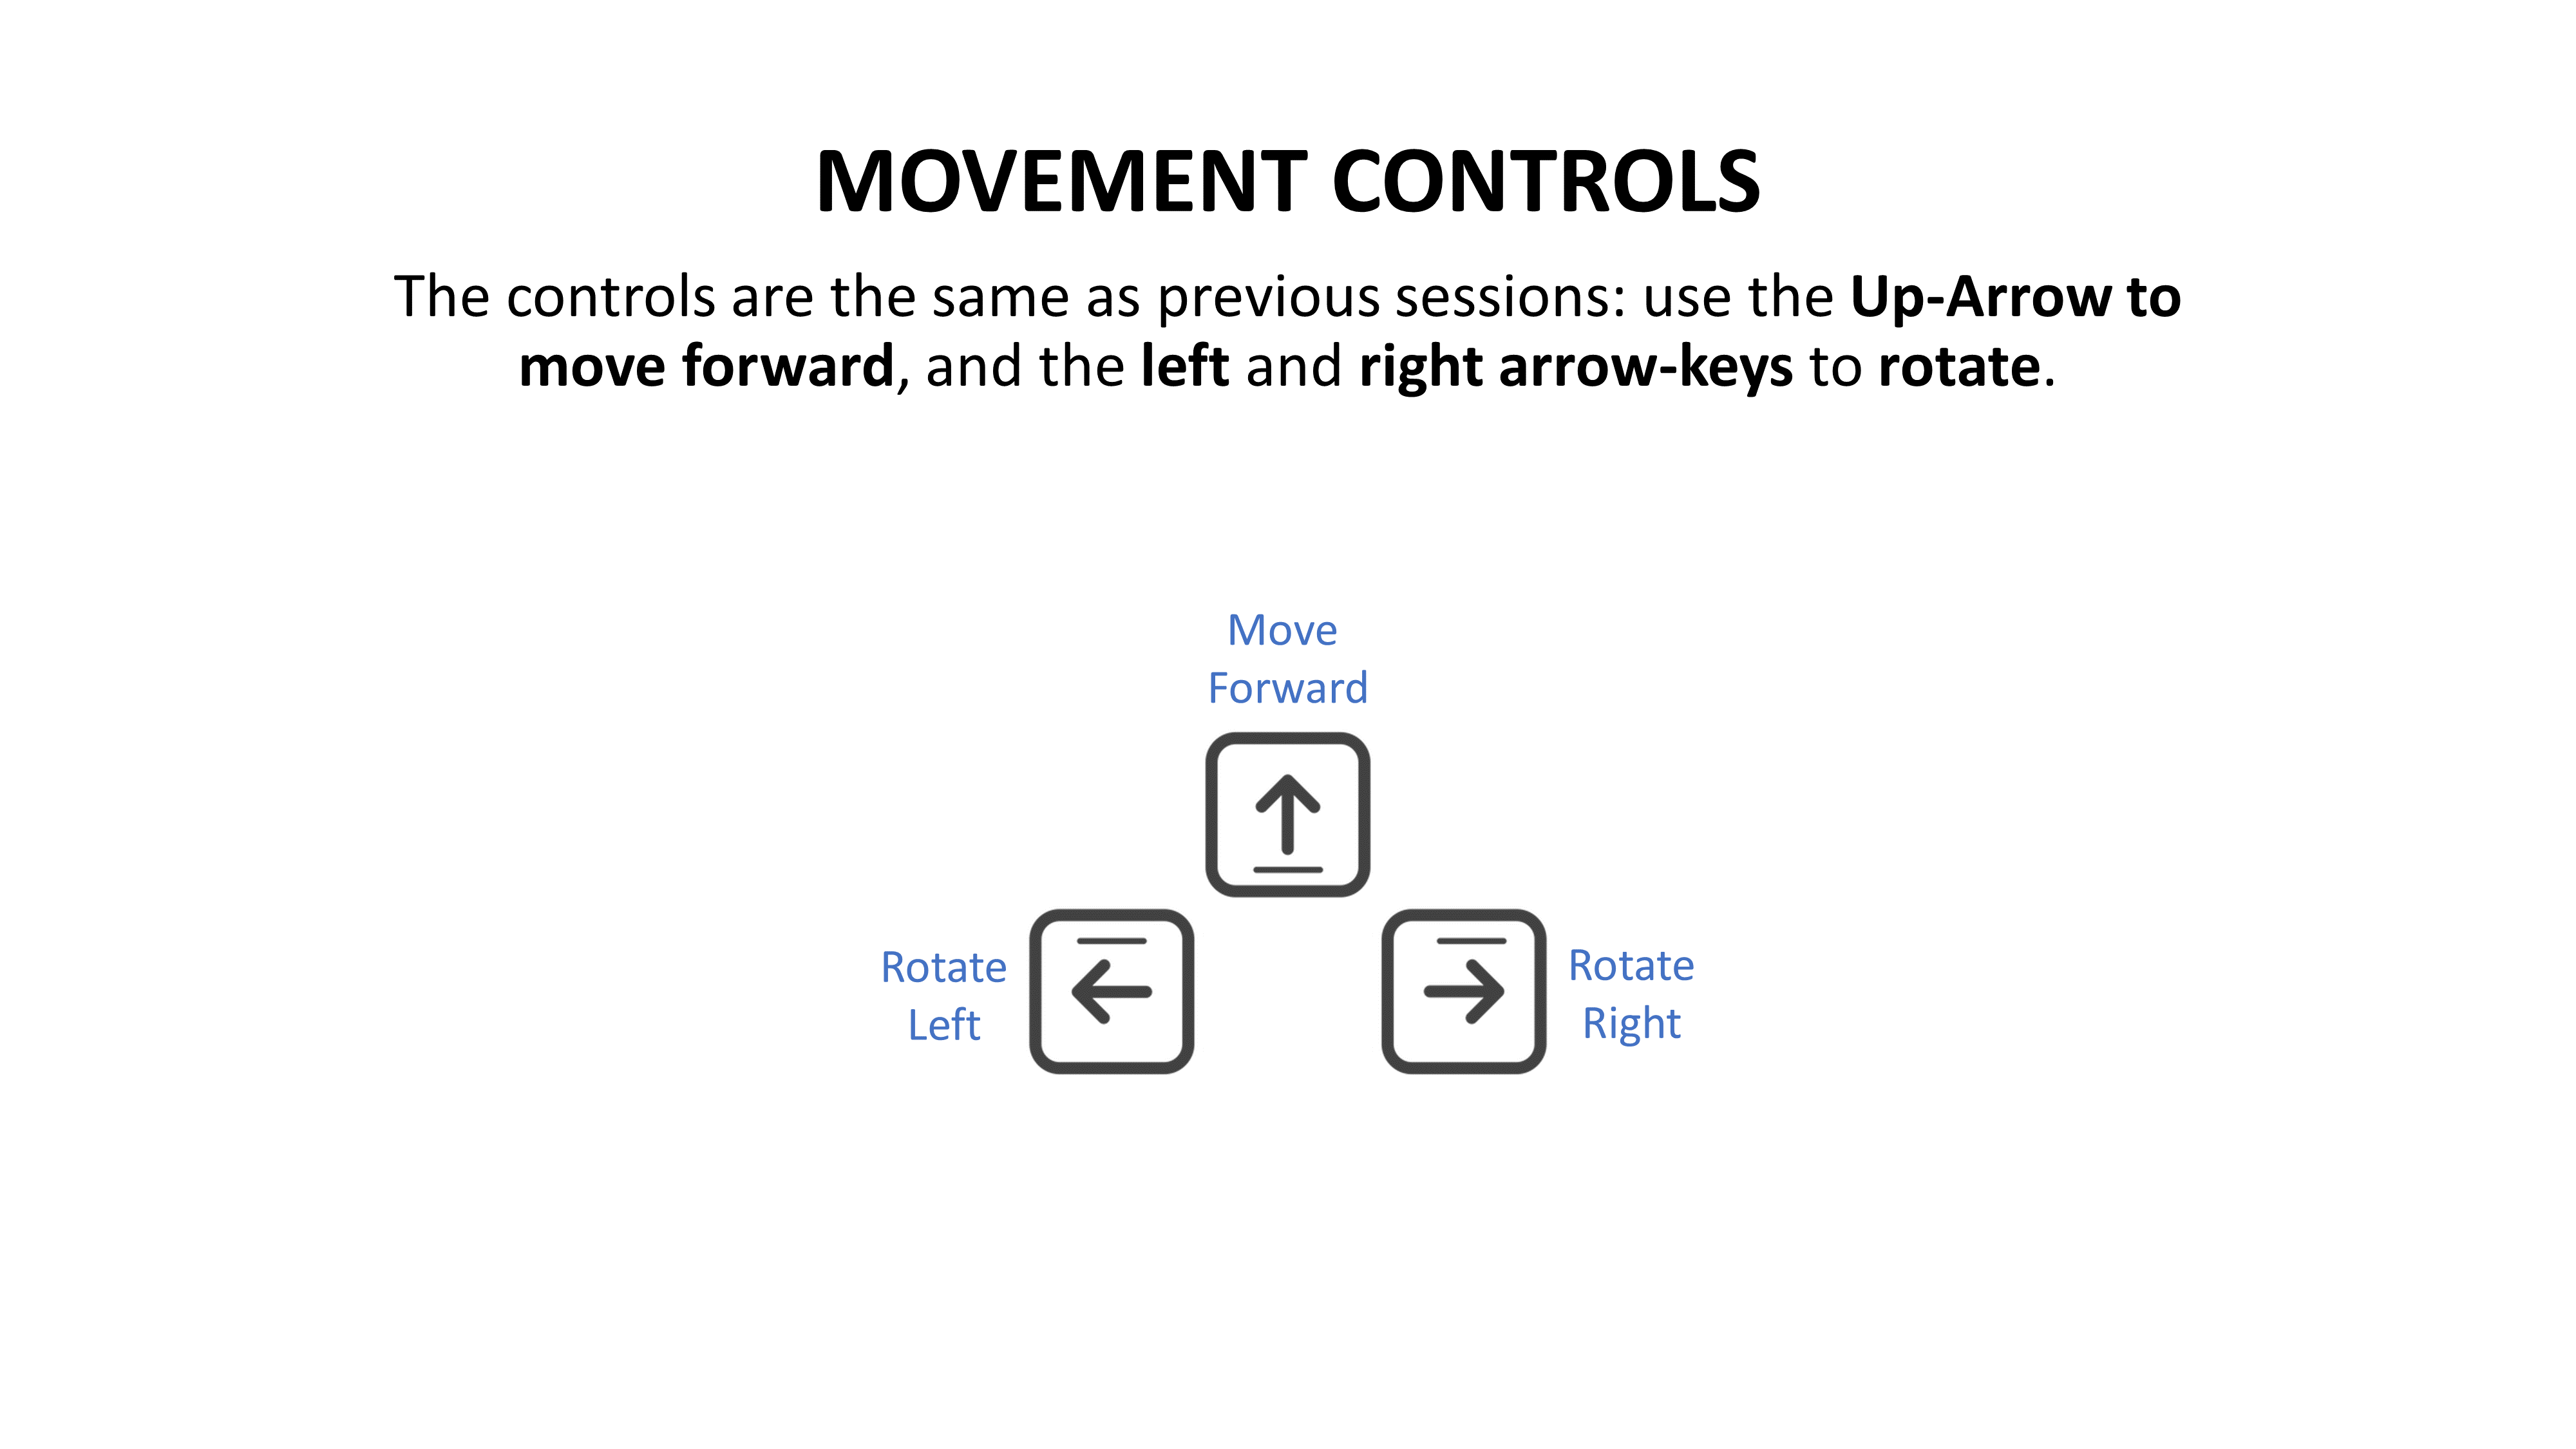 MOVEMENT CONTROLS
The controls are the same as previous sessions: use the Up-Arrow to
move forward, and the left and right arrow-keys to rotate.
Move
Forward
Rotate
Left
Rotate
Right